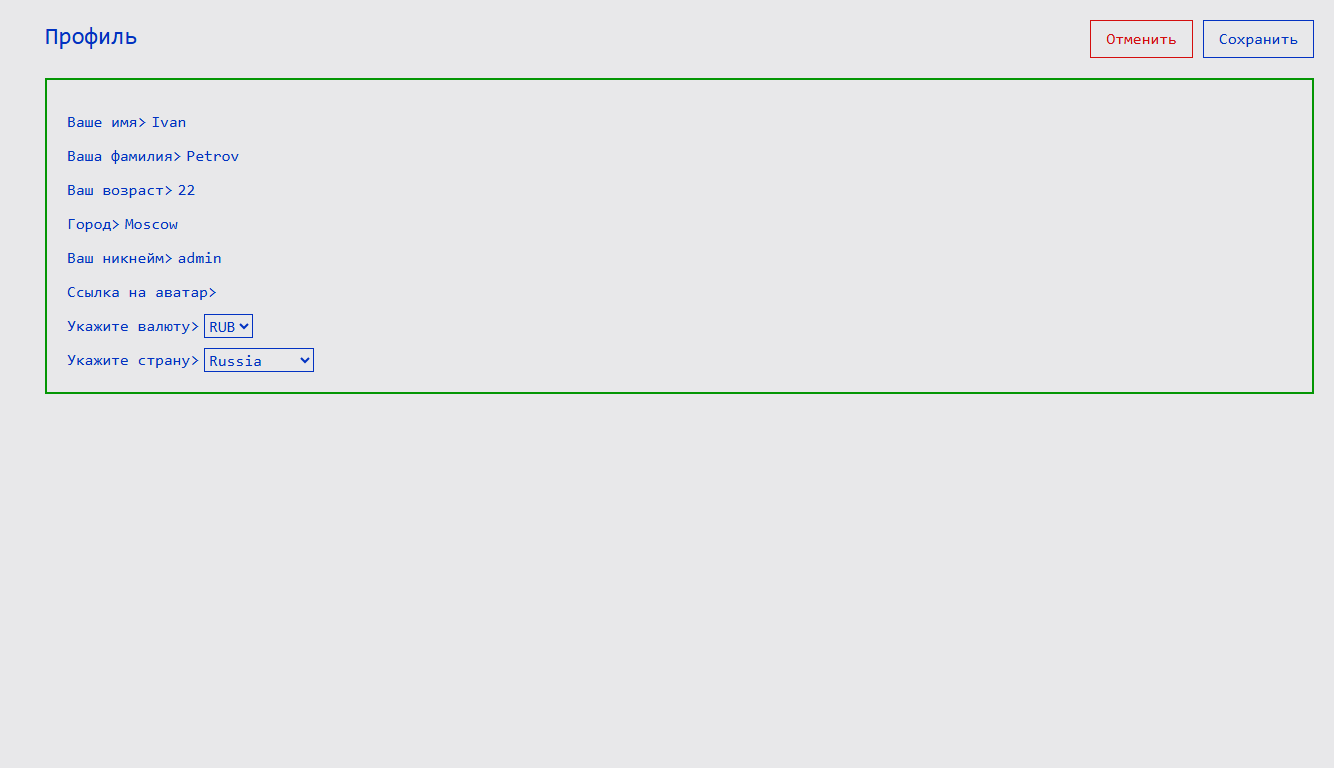 Профиль
Отменить
Сохранить
Ваше имя> Ivan
Ваша фамилия> Petrov
Ваш возраст> 22
Город> Moscow
Ваш никнейм> admin
Ссылка на аватар>
Укажите валюту> RUB
Укажите страну> Russia